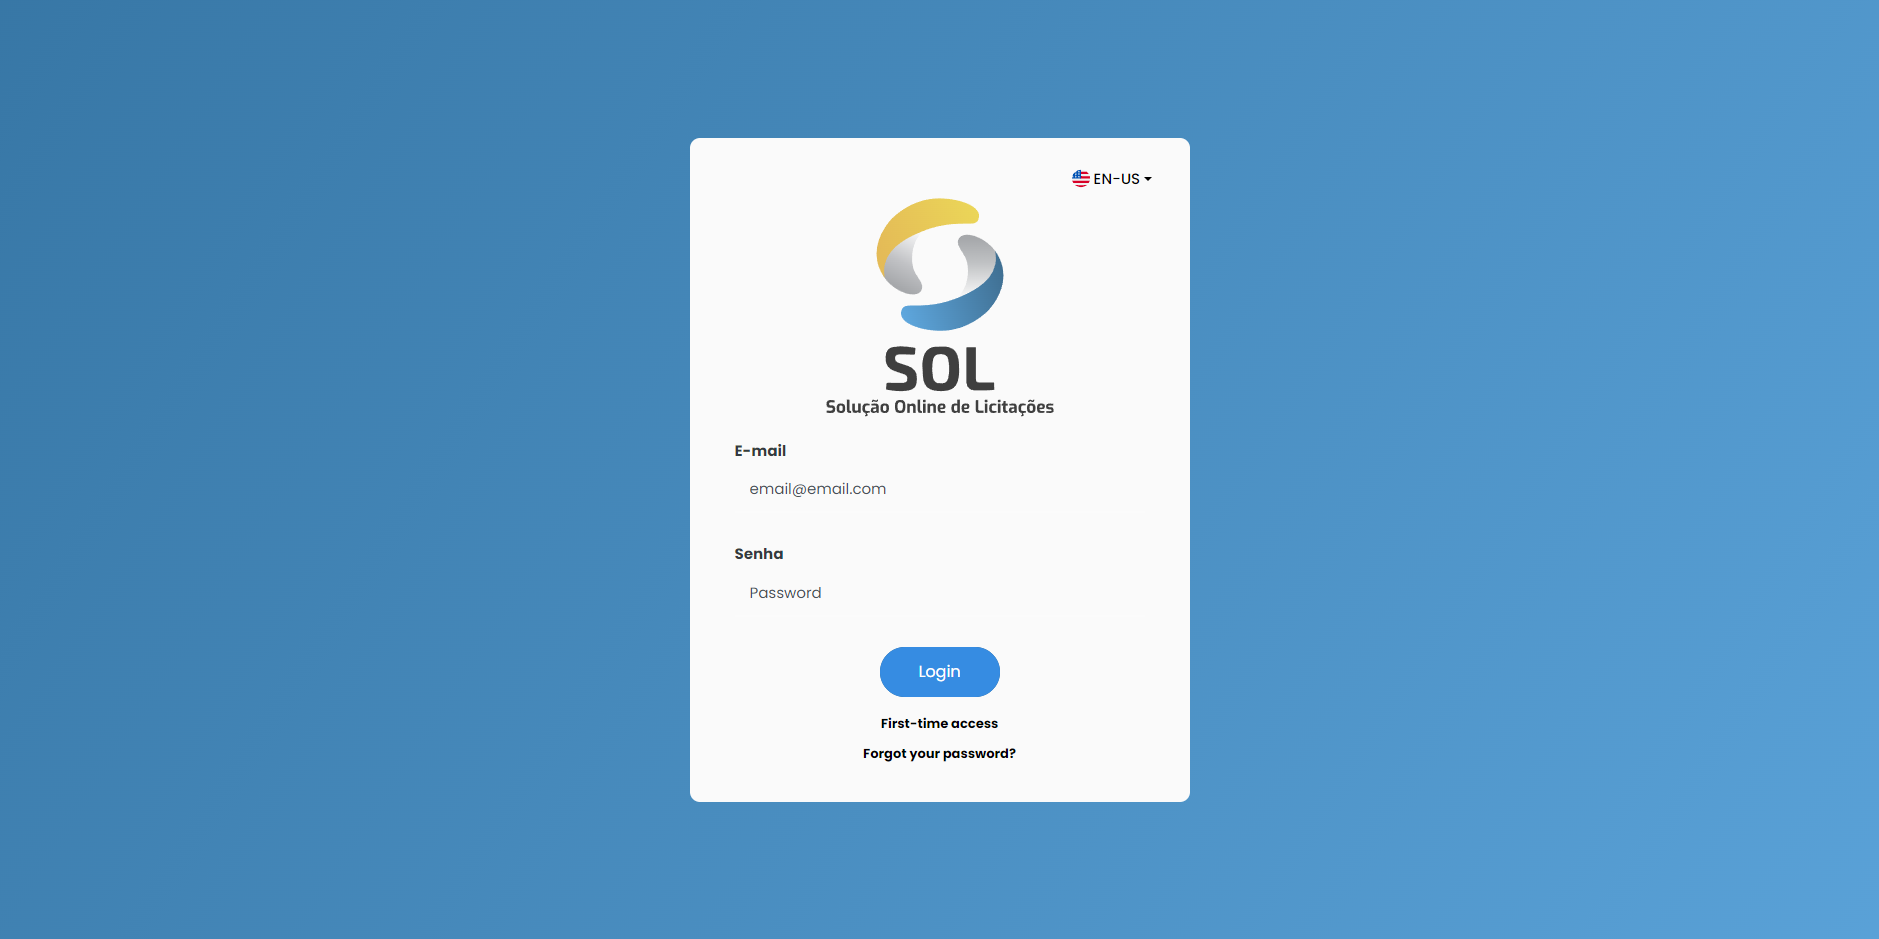 EN-US
SOL
Solução Online de Licitações
E-mail
email@email.com
Senha
Password
Login
First-time access
Forgot your password?